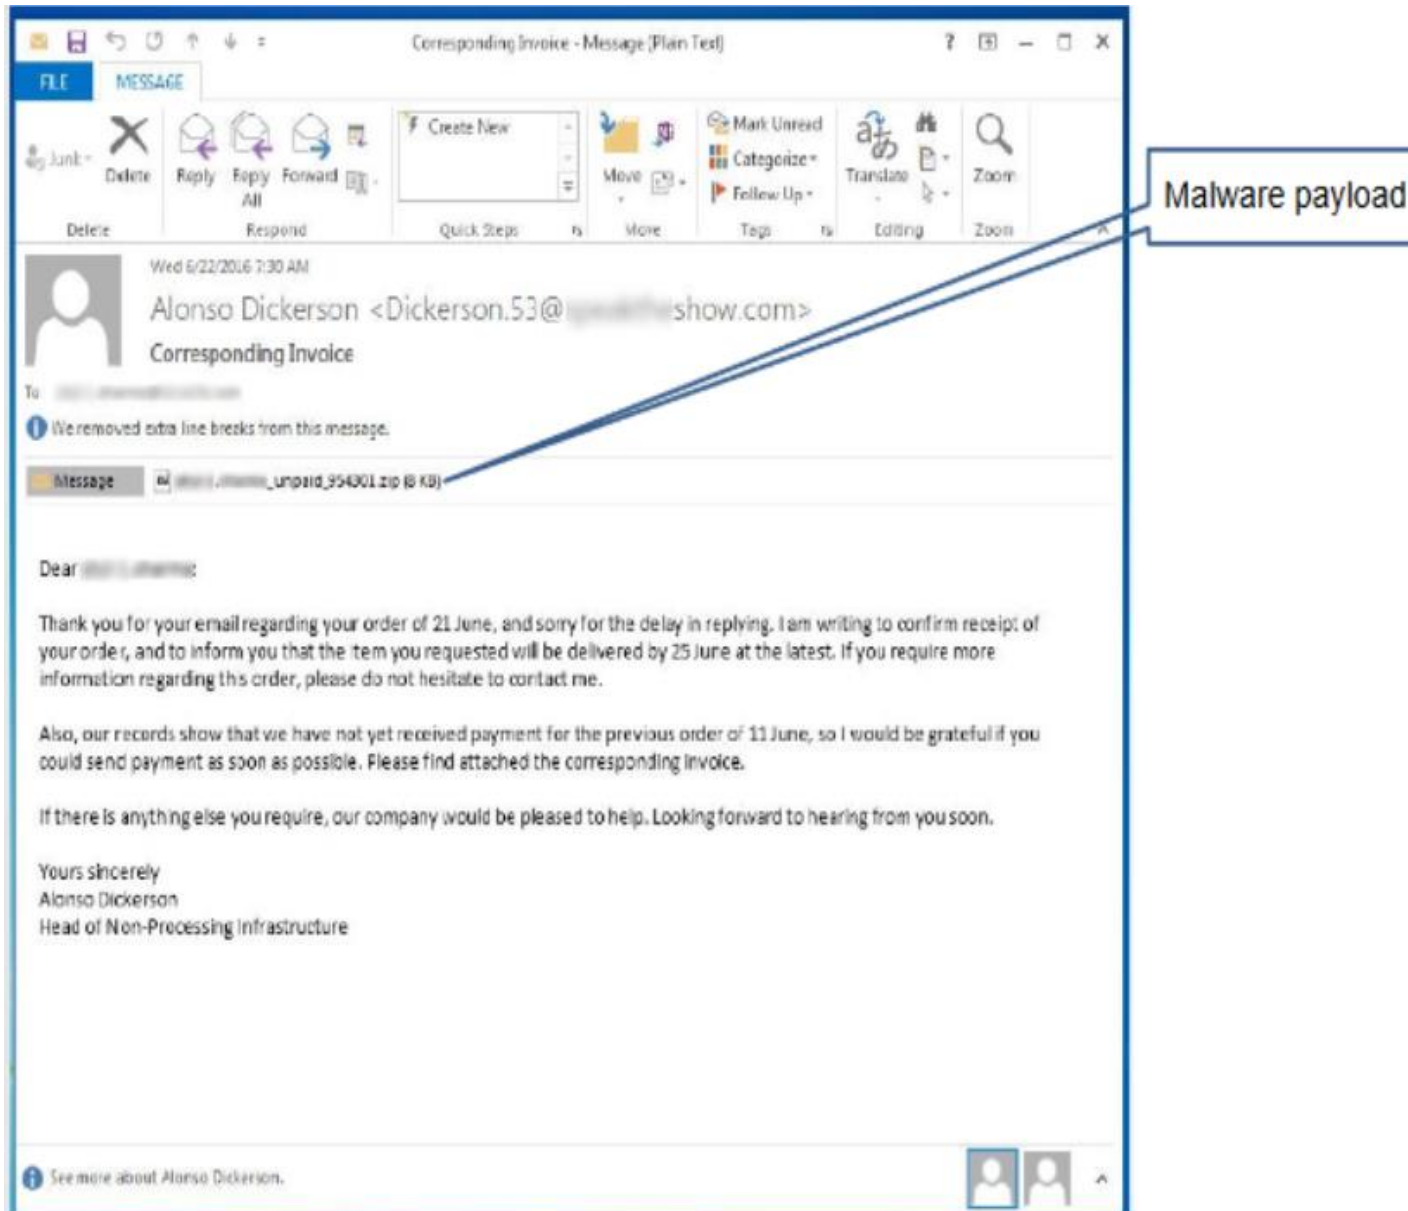 Corresponding Invoice - Message (Plain Text)
FILE MESSAGE
Junk
Delete
Reply
Reply All
Forward
Create New
Move
Mark Unread
Categorize
Follow Up
Translate
Zoom
Delete Respond Quick Steps Move Tags Editing Zoom
Malware payload
Wed 6/22/2016 7:30 AM
Alonso Dickerson <Dickerson.53@ show.com>
Corresponding Invoice
To
We removed extra line breaks from this message.
Message _unpaid_954301.zip (8 KB)
Dear :
Thank you for your email regarding your order of 21 June, and sorry for the delay in replying. I am writing to confirm receipt of
your order, and to inform you that the item you requested will be delivered by 25 June at the latest. If you require more
information regarding this order, please do not hesitate to contact me.
Also, our records show that we have not yet received payment for the previous order of 11 June, so I would be grateful if you
could send payment as soon as possible. Please find attached the corresponding invoice.
If there is anything else you require, our company would be pleased to help. Looking forward to hearing from you soon.
Yours sincerely
Alonso Dickerson
Head of Non-Processing Infrastructure
See more about Alonso Dickerson.